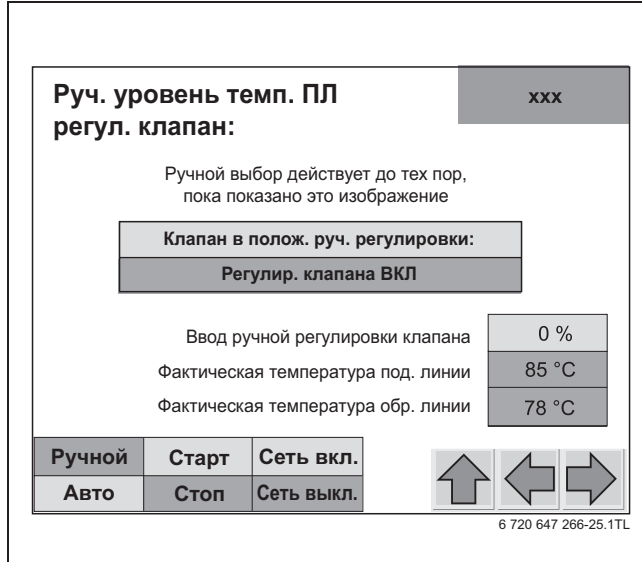 Руч. уровень темп. ПЛ
регул. клапан:
xxx
Ручной выбор действует до тех пор,
пока показано это изображение
Клапан в полож. руч. регулировки:
Регулир. клапана ВКЛ
Ввод ручной регулировки клапана
0 %
Фактическая температура под. линии
85 °C
Фактическая температура обр. линии
78 °C
Ручной
Старт
Сеть вкл.
Авто
Стоп
Сеть выкл.
6 720 647 266-25.1TL